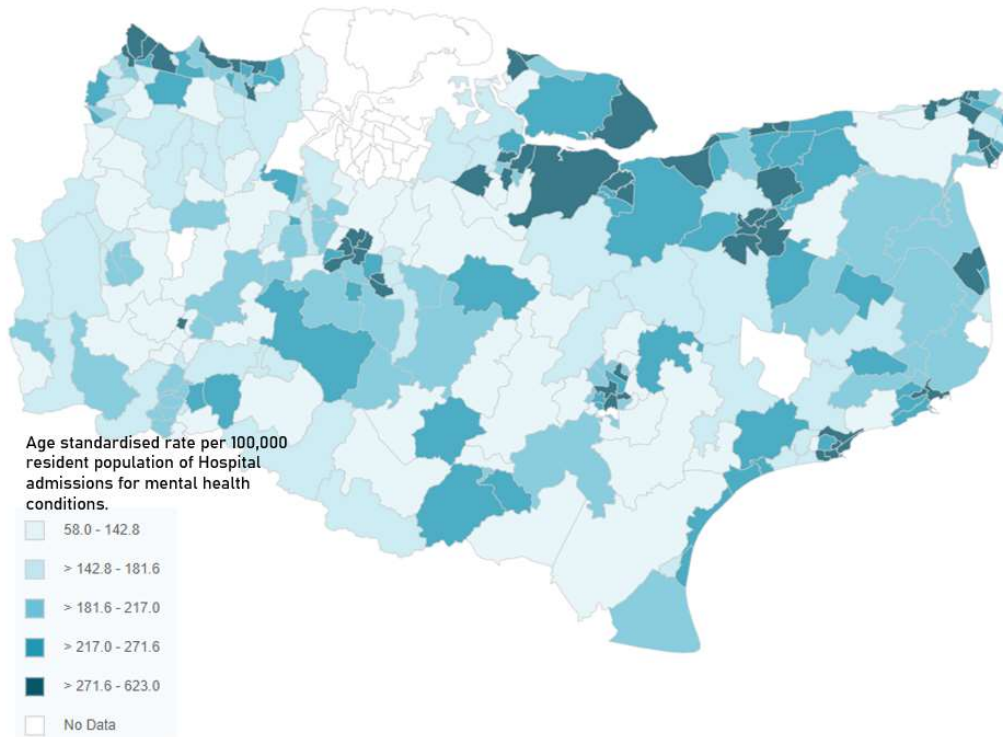 Age standardised rate per 100,000
resident population of Hospital
admissions for mental health
conditions.
58.0 - 142.8
> 142.8 - 181.6
> 181.6 - 217.0
> 217.0 - 271.6
> 271.6 - 623.0
No Data